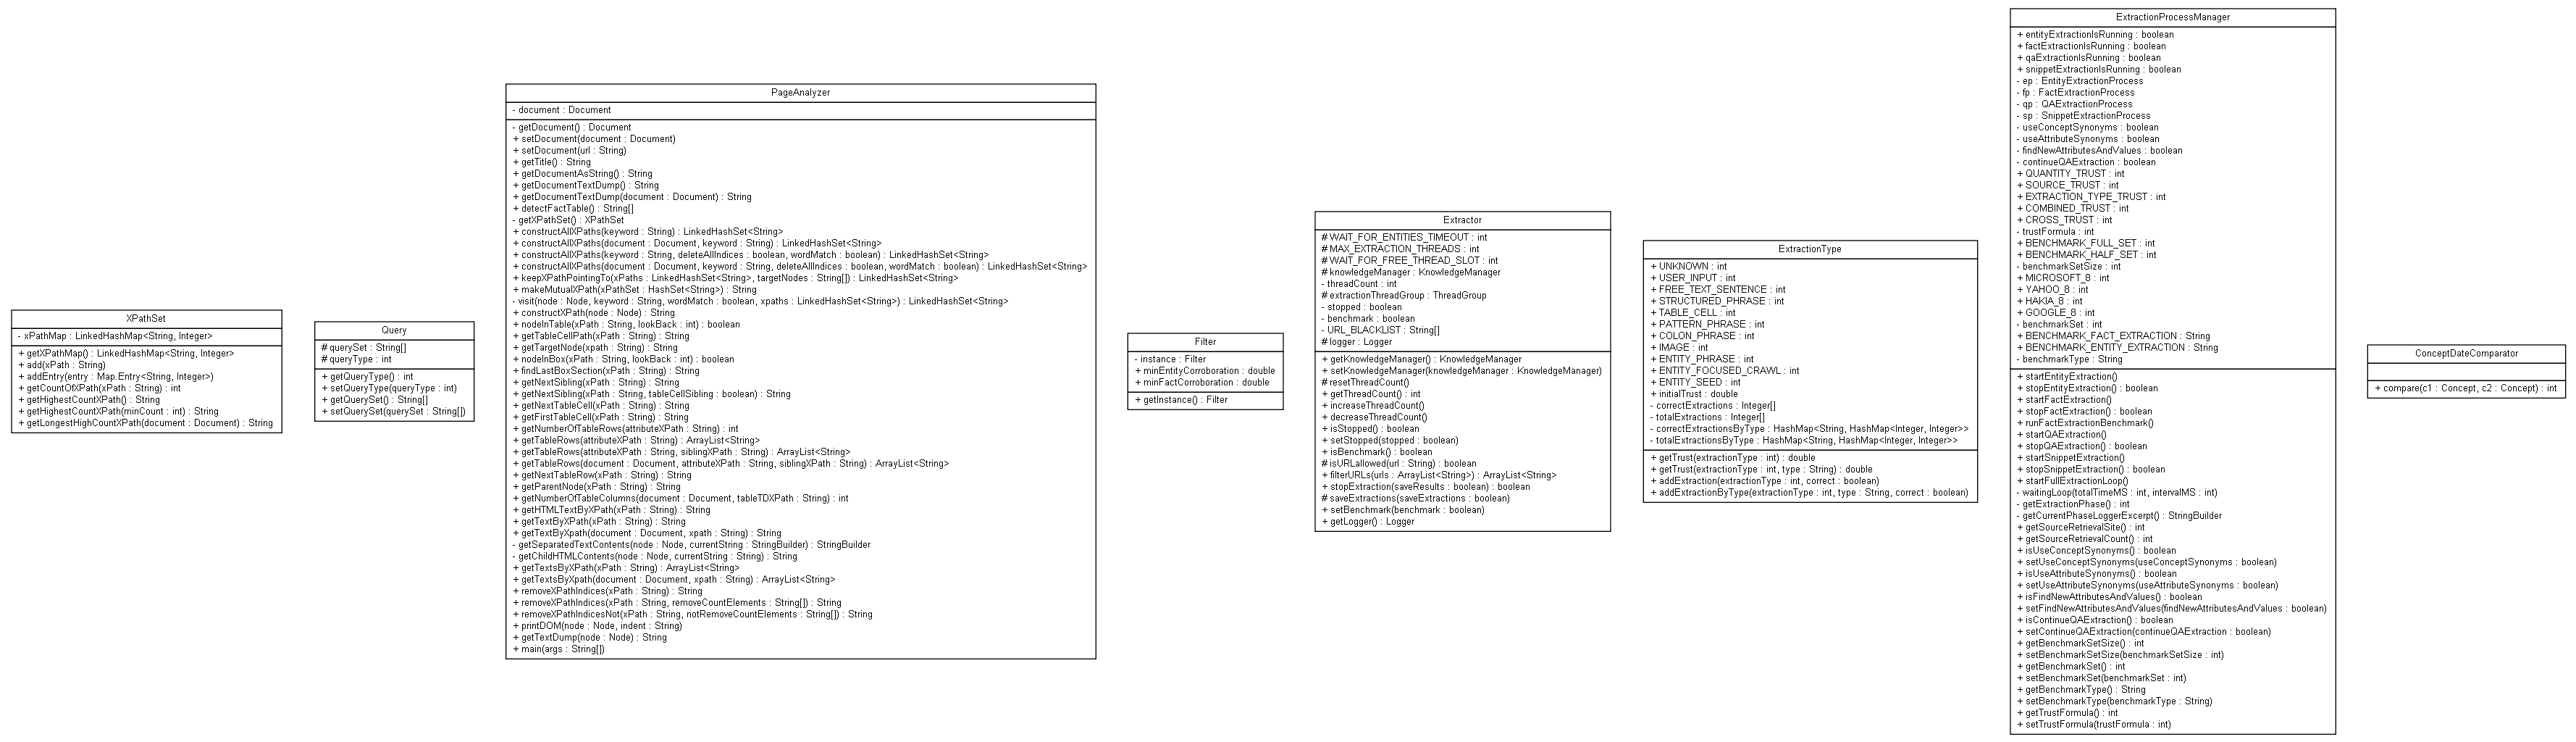 XPathSet
- xPathMap : LinkedHashMap<String, Integer>
+ getXPathMap() : LinkedHashMap<String, Integer>
+ add(xPath : String)
+ addEntry(entry : Map.Entry<String, Integer>)
+ getCountOfXPath(xPath : String) : int
+ getHighestCountXPath() : String
+ getHighestCountXPath(minCount : int) : String
+ getLongestHighCountXPath(document : Document) : String
Query
# querySet : String[]
# queryType : int
+ getQueryType() : int
+ setQueryType(queryType : int)
+ getQuerySet() : String[]
+ setQuerySet(querySet : String[])
PageAnalyzer
- document : Document
- getDocument() : Document
+ setDocument(document : Document)
+ setDocument(url : String)
+ getTitle() : String
+ getDocumentAsString() : String
+ getDocumentTextDump() : String
+ getDocumentTextDump(document : Document) : String
+ detectFactTable() : String[]
- getXPathSet() : XPathSet
+ constructAllXPaths(keyword : String) : LinkedHashSet<String>
+ constructAllXPaths(document : Document, keyword : String) : LinkedHashSet<String>
+ constructAllXPaths(keyword : String, deleteAllIndices : boolean, wordMatch : boolean) : LinkedHashSet<String>
+ constructAllXPaths(document : Document, keyword : String, deleteAllIndices : boolean, wordMatch : boolean) : LinkedHashSet<String>
+ keepXPathPointingTo(xPaths : LinkedHashSet<String>, targetNodes : String[]) : LinkedHashSet<String>
+ makeMutualXPath(xPathSet : HashSet<String>) : String
- visit(node : Node, keyword : String, wordMatch : boolean, xpaths : LinkedHashSet<String>) : LinkedHashSet<String>
+ constructXPath(node : Node) : String
+ nodeInTable(xPath : String, lookBack : int) : boolean
+ getTableCellPath(xPath : String) : String
+ getTargetNode(xpath : String) : String
+ nodeInBox(xPath : String, lookBack : int) : boolean
+ findLastBoxSection(xPath : String) : String
+ getNextSibling(xPath : String) : String
+ getNextSibling(xPath : String, tableCellSibling : boolean) : String
+ getNextTableCell(xPath : String) : String
+ getFirstTableCell(xPath : String) : String
+ getNumberOfTableRows(attributeXPath : String) : int
+ getTableRows(attributeXPath : String) : ArrayList<String>
+ getTableRows(attributeXPath : String, siblingXPath : String) : ArrayList<String>
+ getTableRows(document : Document, attributeXPath : String, siblingXPath : String) : ArrayList<String>
+ getNextTableRow(xPath : String) : String
+ getParentNode(xPath : String) : String
+ getNumberOfTableColumns(document : Document, tableTDXPath : String) : int
+ getHTMLTextByXPath(xPath : String) : String
+ getTextByXPath(xPath : String) : String
+ getTextByXpath(document : Document, xpath : String) : String
- getSeparatedTextContents(node : Node, currentString : StringBuilder) : StringBuilder
- getChildHTMLContents(node : Node, currentString : String) : String
+ getTextsByXPath(xPath : String) : ArrayList<String>
+ getTextsByXpath(document : Document, xpath : String) : ArrayList<String>
+ removeXPathIndices(xPath : String) : String
+ removeXPathIndices(xPath : String, removeCountElements : String[]) : String
+ removeXPathIndicesNot(xPath : String, notRemoveCountElements : String[]) : String
+ printDOM(node : Node, indent : String)
+ getTextDump(node : Node) : String
+ main(args : String[])
Filter
- instance : Filter
+ minEntityCorroboration : double
+ minFactCorroboration : double
+ getInstance() : Filter
Extractor
# WAIT_FOR_ENTITIES_TIMEOUT : int
# MAX_EXTRACTION_THREADS : int
# WAIT_FOR_FREE_THREAD_SLOT : int
# knowledgeManager : KnowledgeManager
- threadCount : int
# extractionThreadGroup : ThreadGroup
- stopped : boolean
- benchmark : boolean
- URL_BLACKLIST : String[]
# logger : Logger
+ getKnowledgeManager() : KnowledgeManager
+ setKnowledgeManager(knowledgeManager : KnowledgeManager)
# resetThreadCount()
+ getThreadCount() : int
+ increaseThreadCount()
+ decreaseThreadCount()
+ isStopped() : boolean
+ setStopped(stopped : boolean)
+ isBenchmark() : boolean
# isURLallowed(url : String) : boolean
+ filterURLs(urls : ArrayList<String>) : ArrayList<String>
+ stopExtraction(saveResults : boolean) : boolean
# saveExtractions(saveExtractions : boolean)
+ setBenchmark(benchmark : boolean)
+ getLogger() : Logger
ExtractionType
+ UNKNOWN : int
+ USER_INPUT : int
+ FREE_TEXT_SENTENCE : int
+ STRUCTURED_PHRASE : int
+ TABLE_CELL : int
+ PATTERN_PHRASE : int
+ COLON_PHRASE : int
+ IMAGE : int
+ ENTITY_PHRASE : int
+ ENTITY_FOCUSED_CRAWL : int
+ ENTITY_SEED : int
+ initialTrust : double
- correctExtractions : Integer[]
- totalExtractions : Integer[]
- correctExtractionsByType : HashMap<String, HashMap<Integer, Integer>>
- totalExtractionsByType : HashMap<String, HashMap<Integer, Integer>>
+ getTrust(extractionType : int) : double
+ getTrust(extractionType : int, type : String) : double
+ addExtraction(extractionType : int, correct : boolean)
+ addExtractionByType(extractionType : int, type : String, correct : boolean)
ExtractionProcessManager
+ entityExtractionIsRunning : boolean
+ factExtractionIsRunning : boolean
+ qaExtractionIsRunning : boolean
+ snippetExtractionIsRunning : boolean
- ep : EntityExtractionProcess
- fp : FactExtractionProcess
- qp : QAExtractionProcess
- sp : SnippetExtractionProcess
- useConceptSynonyms : boolean
- useAttributeSynonyms : boolean
- findNewAttributesAndValues : boolean
- continueQAExtraction : boolean
+ QUANTITY_TRUST : int
+ SOURCE_TRUST : int
+ EXTRACTION_TYPE_TRUST : int
+ COMBINED_TRUST : int
+ CROSS_TRUST : int
- trustFormula : int
+ BENCHMARK_FULL_SET : int
+ BENCHMARK_HALF_SET : int
- benchmarkSetSize : int
+ MICROSOFT_8 : int
+ YAHOO_8 : int
+ HAKIA_8 : int
+ GOOGLE_8 : int
- benchmarkSet : int
+ BENCHMARK_FACT_EXTRACTION : String
+ BENCHMARK_ENTITY_EXTRACTION : String
- benchmarkType : String
+ startEntityExtraction()
+ stopEntityExtraction() : boolean
+ startFactExtraction()
+ stopFactExtraction() : boolean
+ runFactExtractionBenchmark()
+ startQAExtraction()
+ stopQAExtraction() : boolean
+ startSnippetExtraction()
+ stopSnippetExtraction() : boolean
+ startFullExtractionLoop()
- waitingLoop(totalTimeMS : int, intervalMS : int)
- getExtractionPhase() : int
- getCurrentPhaseLoggerExcerpt() : StringBuilder
+ getSourceRetrievalSite() : int
+ getSourceRetrievalCount() : int
+ isUseConceptSynonyms() : boolean
+ setUseConceptSynonyms(useConceptSynonyms : boolean)
+ isUseAttributeSynonyms() : boolean
+ setUseAttributeSynonyms(useAttributeSynonyms : boolean)
+ isFindNewAttributesAndValues() : boolean
+ setFindNewAttributesAndValues(findNewAttributesAndValues : boolean)
+ isContinueQAExtraction() : boolean
+ setContinueQAExtraction(continueQAExtraction : boolean)
+ getBenchmarkSetSize() : int
+ setBenchmarkSetSize(benchmarkSetSize : int)
+ getBenchmarkSet() : int
+ setBenchmarkSet(benchmarkSet : int)
+ getBenchmarkType() : String
+ setBenchmarkType(benchmarkType : String)
+ getTrustFormula() : int
+ setTrustFormula(trustFormula : int)
ConceptDateComparator
+ compare(c1 : Concept, c2 : Concept) : int